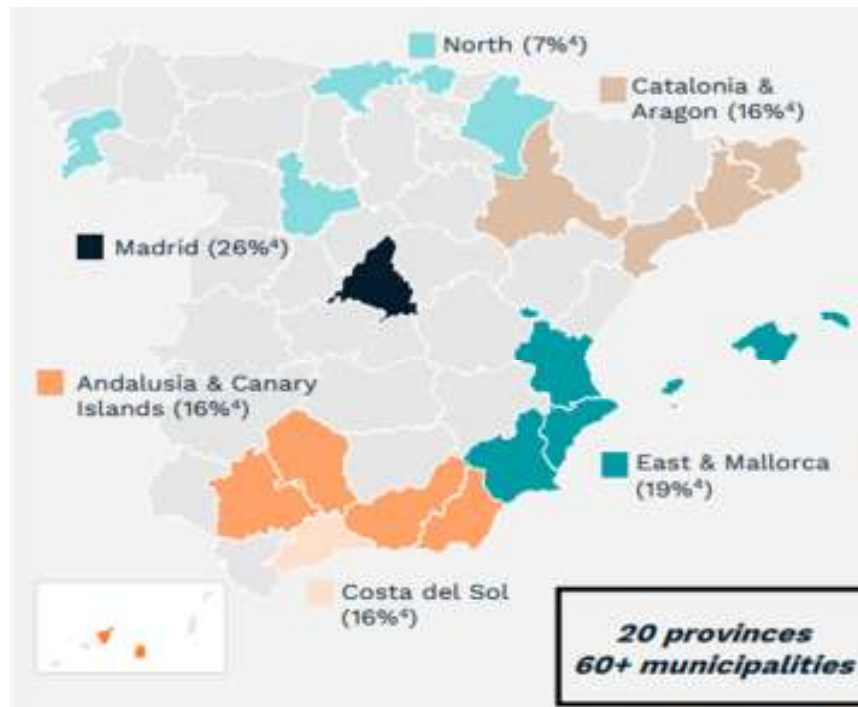 North (7%⁴)
Catalonia &
Aragon (16%⁴)
Madrid (26%⁴)
Andalusia & Canary
Islands (16%⁴)
East & Mallorca
(19%⁴)
Costa del Sol
(16%⁴)
20 provinces
60+ municipalities